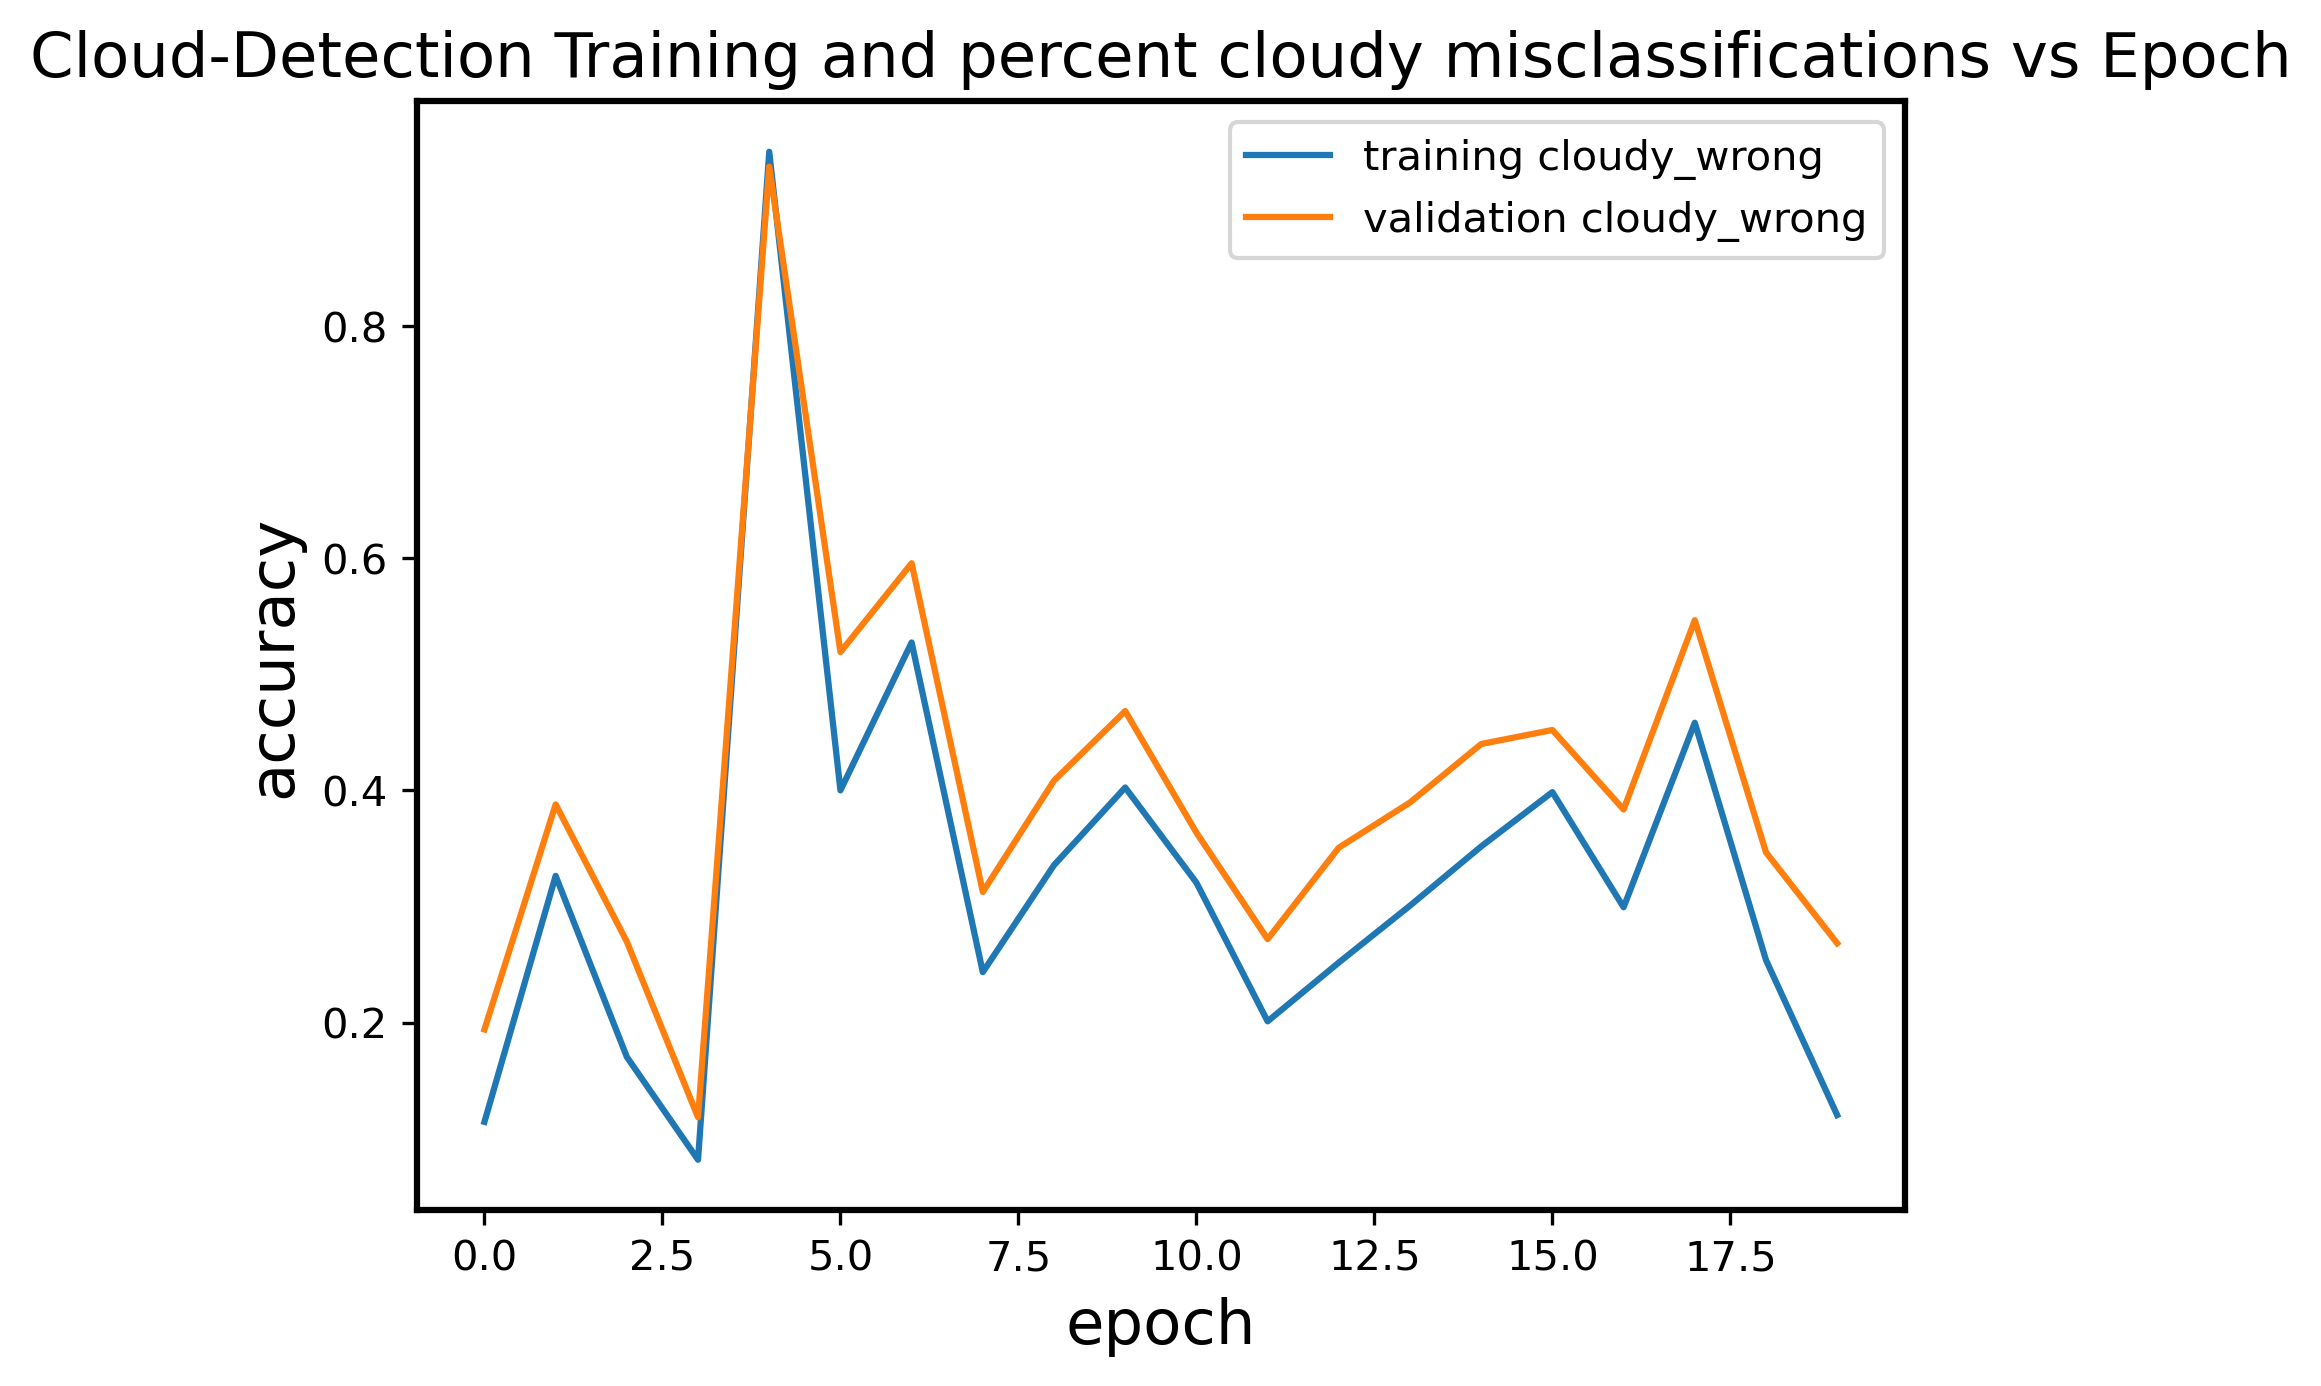 Cloud-Detection Training and percent cloudy misclassifications vs Epoch
training cloudy_wrong
validation cloudy_wrong
accuracy
0.8
0.6
0.4
0.2
0.0 2.5 5.0 7.5 10.0 12.5 15.0 17.5
epoch